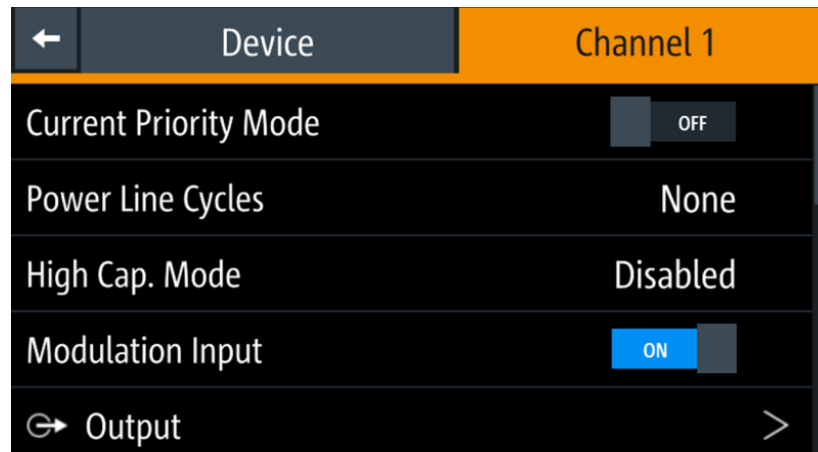 Device Channel 1
Current Priority Mode OFF
Power Line Cycles None
High Cap. Mode Disabled
Modulation Input ON
Output